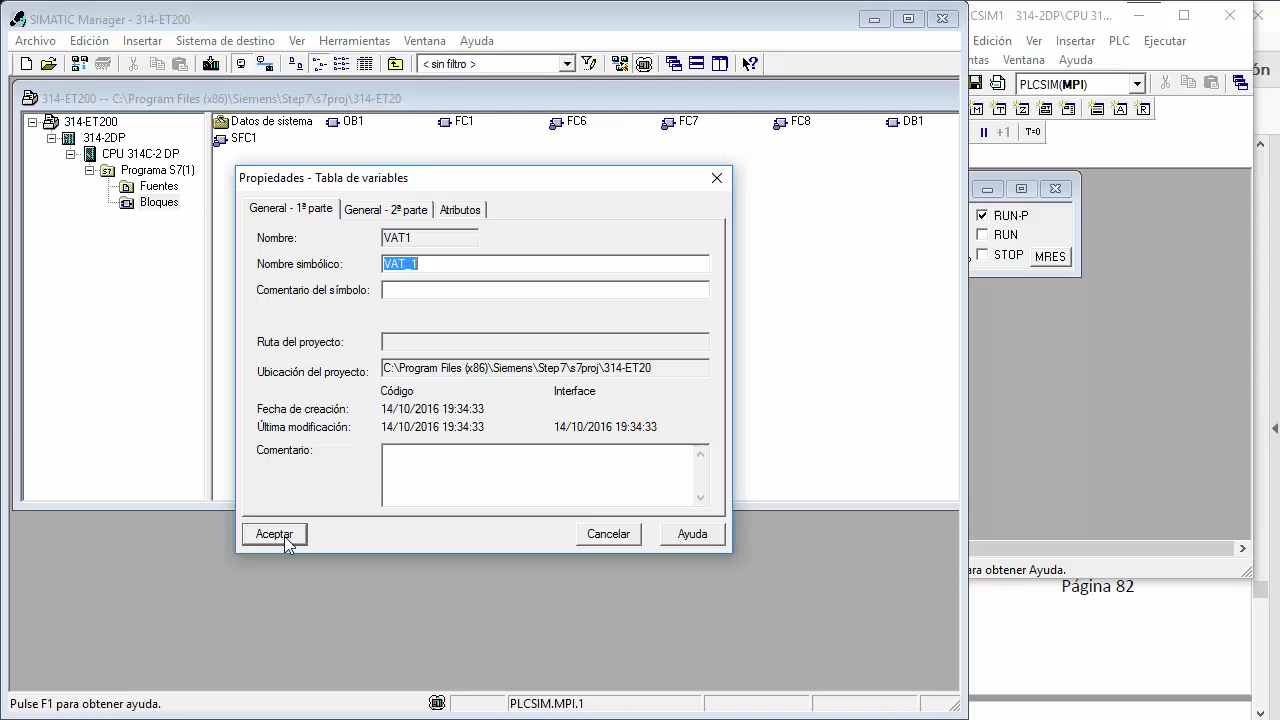 SIMATIC Manager - 314-ET200
Archivo Edición Insertar Sistema de destino Ver Herramientas Ventana Ayuda
< sin filtro >
314-ET200 -- C:\Program Files (x86)\Siemens\Step7\s7proj\314-ET20
314-ET200
314-2DP
CPU 314C-2 DP
Programa S7(1)
Fuentes
Bloques
Datos de sistema OB1 FC1 FC6 FC7 FC8 DB1
SFC1
Propiedades - Tabla de variables
General - 1ª parte General - 2ª parte Atributos
Nombre: VAT1
Nombre simbólico: VAT_1
Comentario del símbolo:
Ruta del proyecto:
Ubicación del proyecto: C:\Program Files (x86)\Siemens\Step7\s7proj\314-ET20
Código Interface
Fecha de creación: 14/10/2016 19:34:33
Última modificación: 14/10/2016 19:34:33 14/10/2016 19:34:33
Comentario:
Aceptar Cancelar Ayuda
Pulse F1 para obtener ayuda. PLCSIM.MPI.1
CSIM1 314-2DP\CPU 31...
Edición Ver Insertar PLC Ejecutar
ntas Ventana Ayuda
PLCSIM(MPI)
+1 T=0
RUN-P
RUN
STOP MRES
ara obtener Ayuda.
ón
Página 82